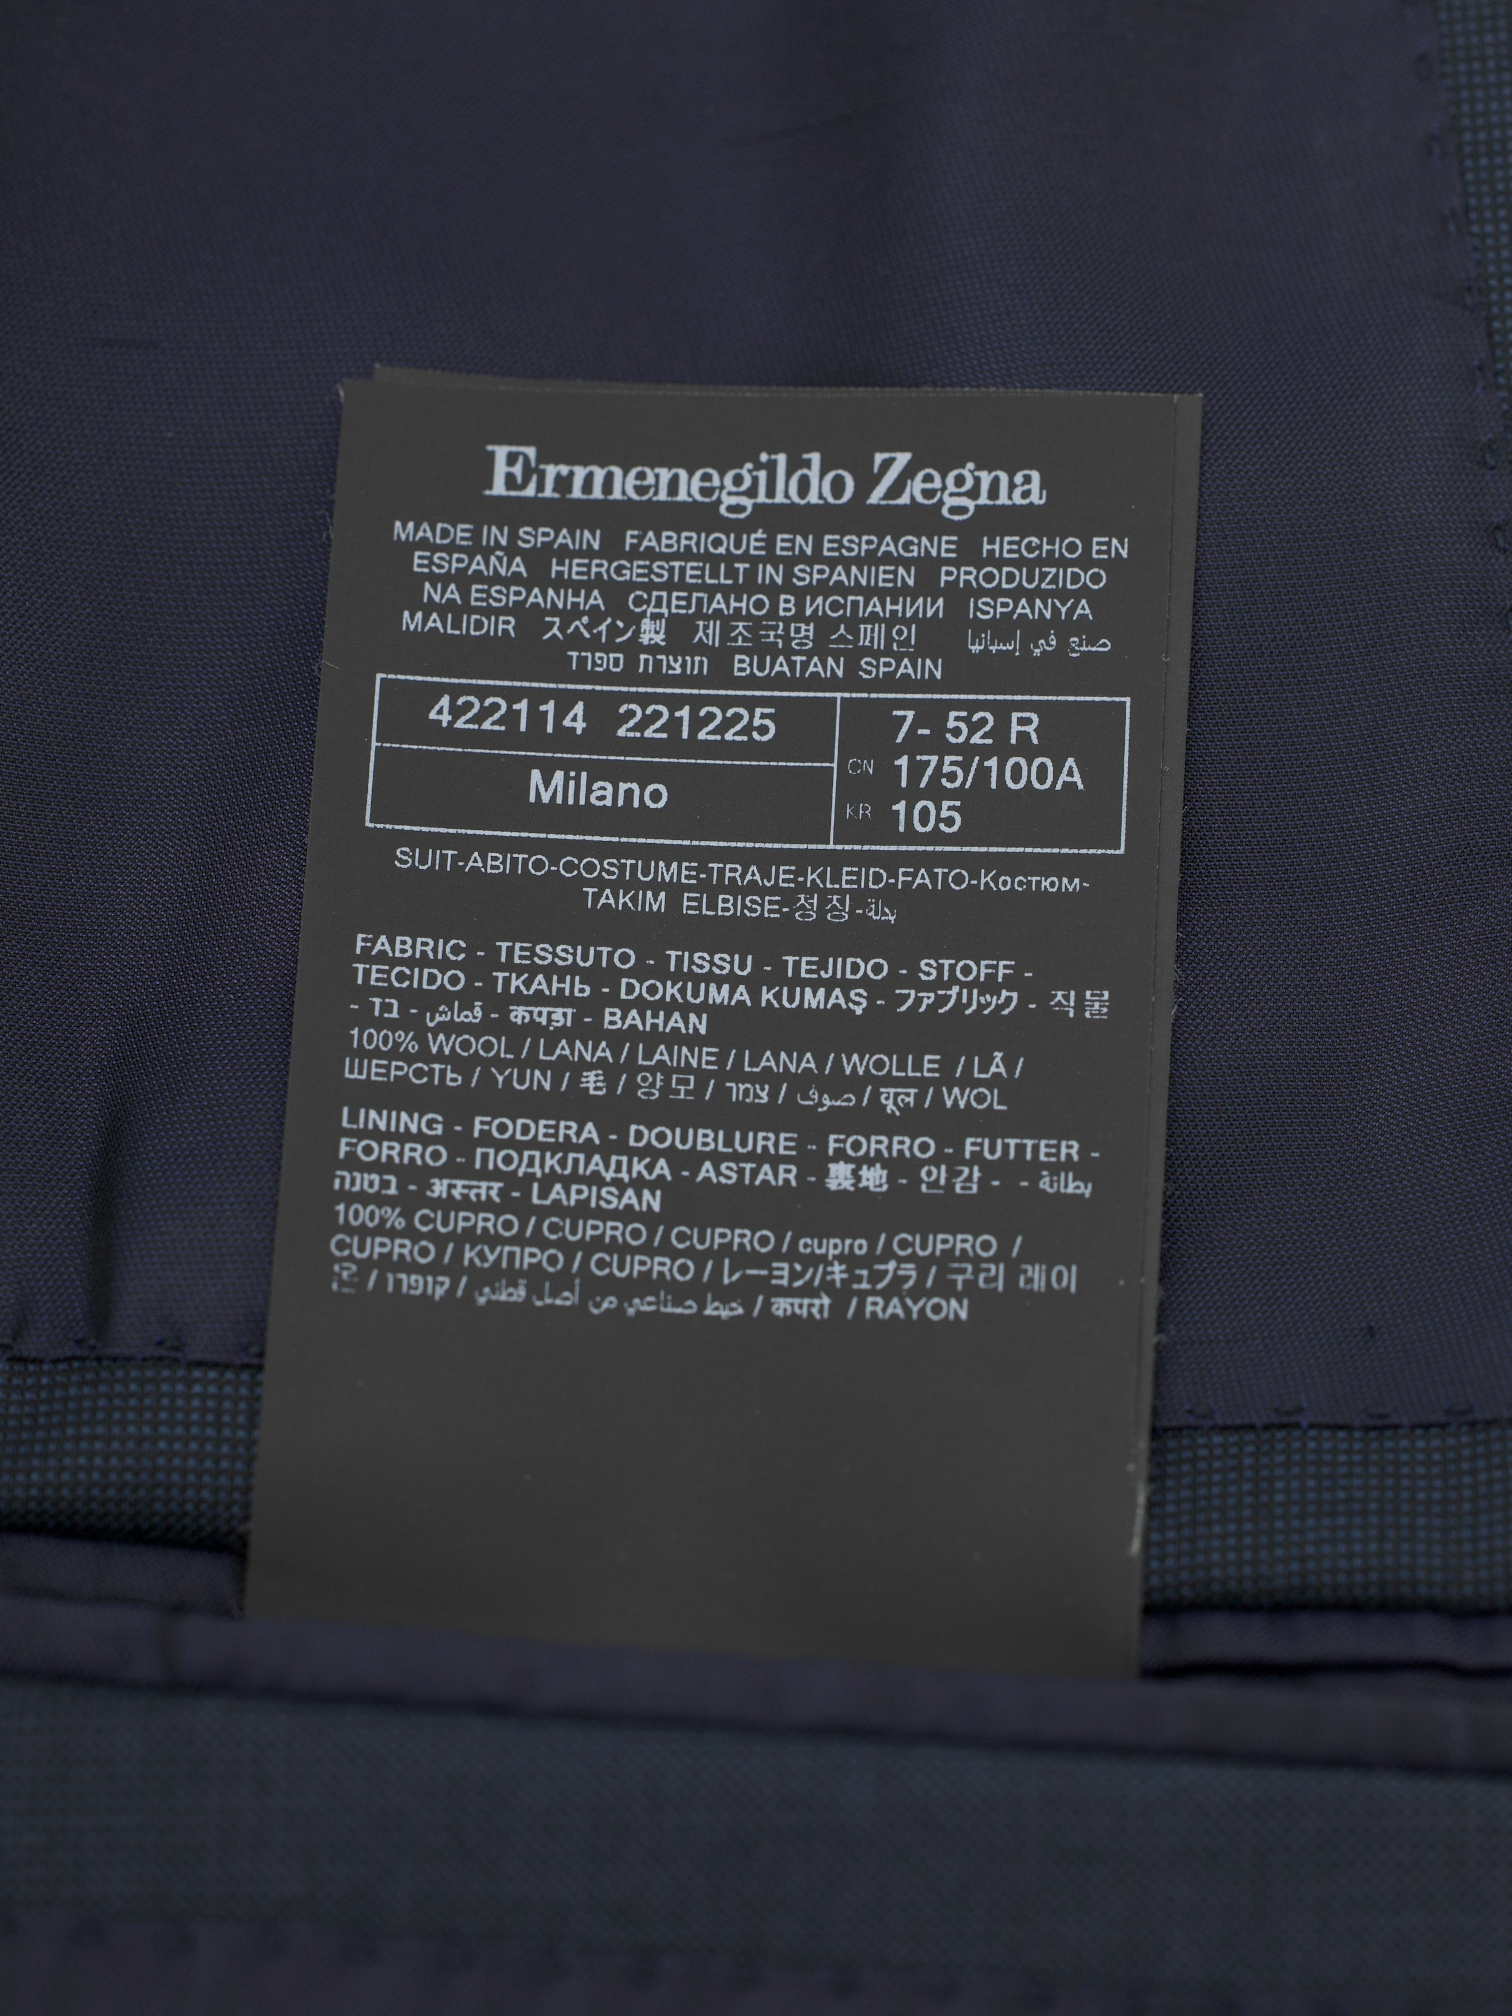 Ermenegildo Zegna
MADE IN SPAIN FABRIQUÉ EN ESPAGNE HECHO EN
ESPAÑA HERGESTELLT IN SPANIEN PRODUZIDO
NA ESPANHA СДЕЛАНО В ИСПАНИИ ISPANYA
MALIDIR スペイン製 제조국명 스페인 صنع في إسبانيا
תוצרת ספרד BUATAN SPAIN
422114 221225
Milano
7- 52 R
CN 175/100A
KR 105
SUIT-ABITO-COSTUME-TRAJE-KLEID-FATO-Костюм-
TAKIM ELBISE-정장-بدلة
FABRIC - TESSUTO - TISSU - TEJIDO - STOFF -
TECIDO - ТКАНЬ - DOKUMA KUMAŞ - ファブリック - 직물
- בד - قماش - कपड़ा - BAHAN
100% WOOL / LANA / LAINE / LANA / WOLLE / LÃ /
ШЕРСТЬ / YUN / 毛 / 양모 / צמר / صوف / वूल / WOL
LINING - FODERA - DOUBLURE - FORRO - FUTTER -
FORRO - ПОДКЛАДКА - ASTAR - 裏地 - 안감 - - بطانة
בטנה - अस्तर - LAPISAN
100% CUPRO / CUPRO / CUPRO / cupro / CUPRO /
CUPRO / КУПРО / CUPRO / レーヨン/キュプラ / 구리 레이
온 / קופרו / خيط صناعي من أصل قطني / कपरो / RAYON